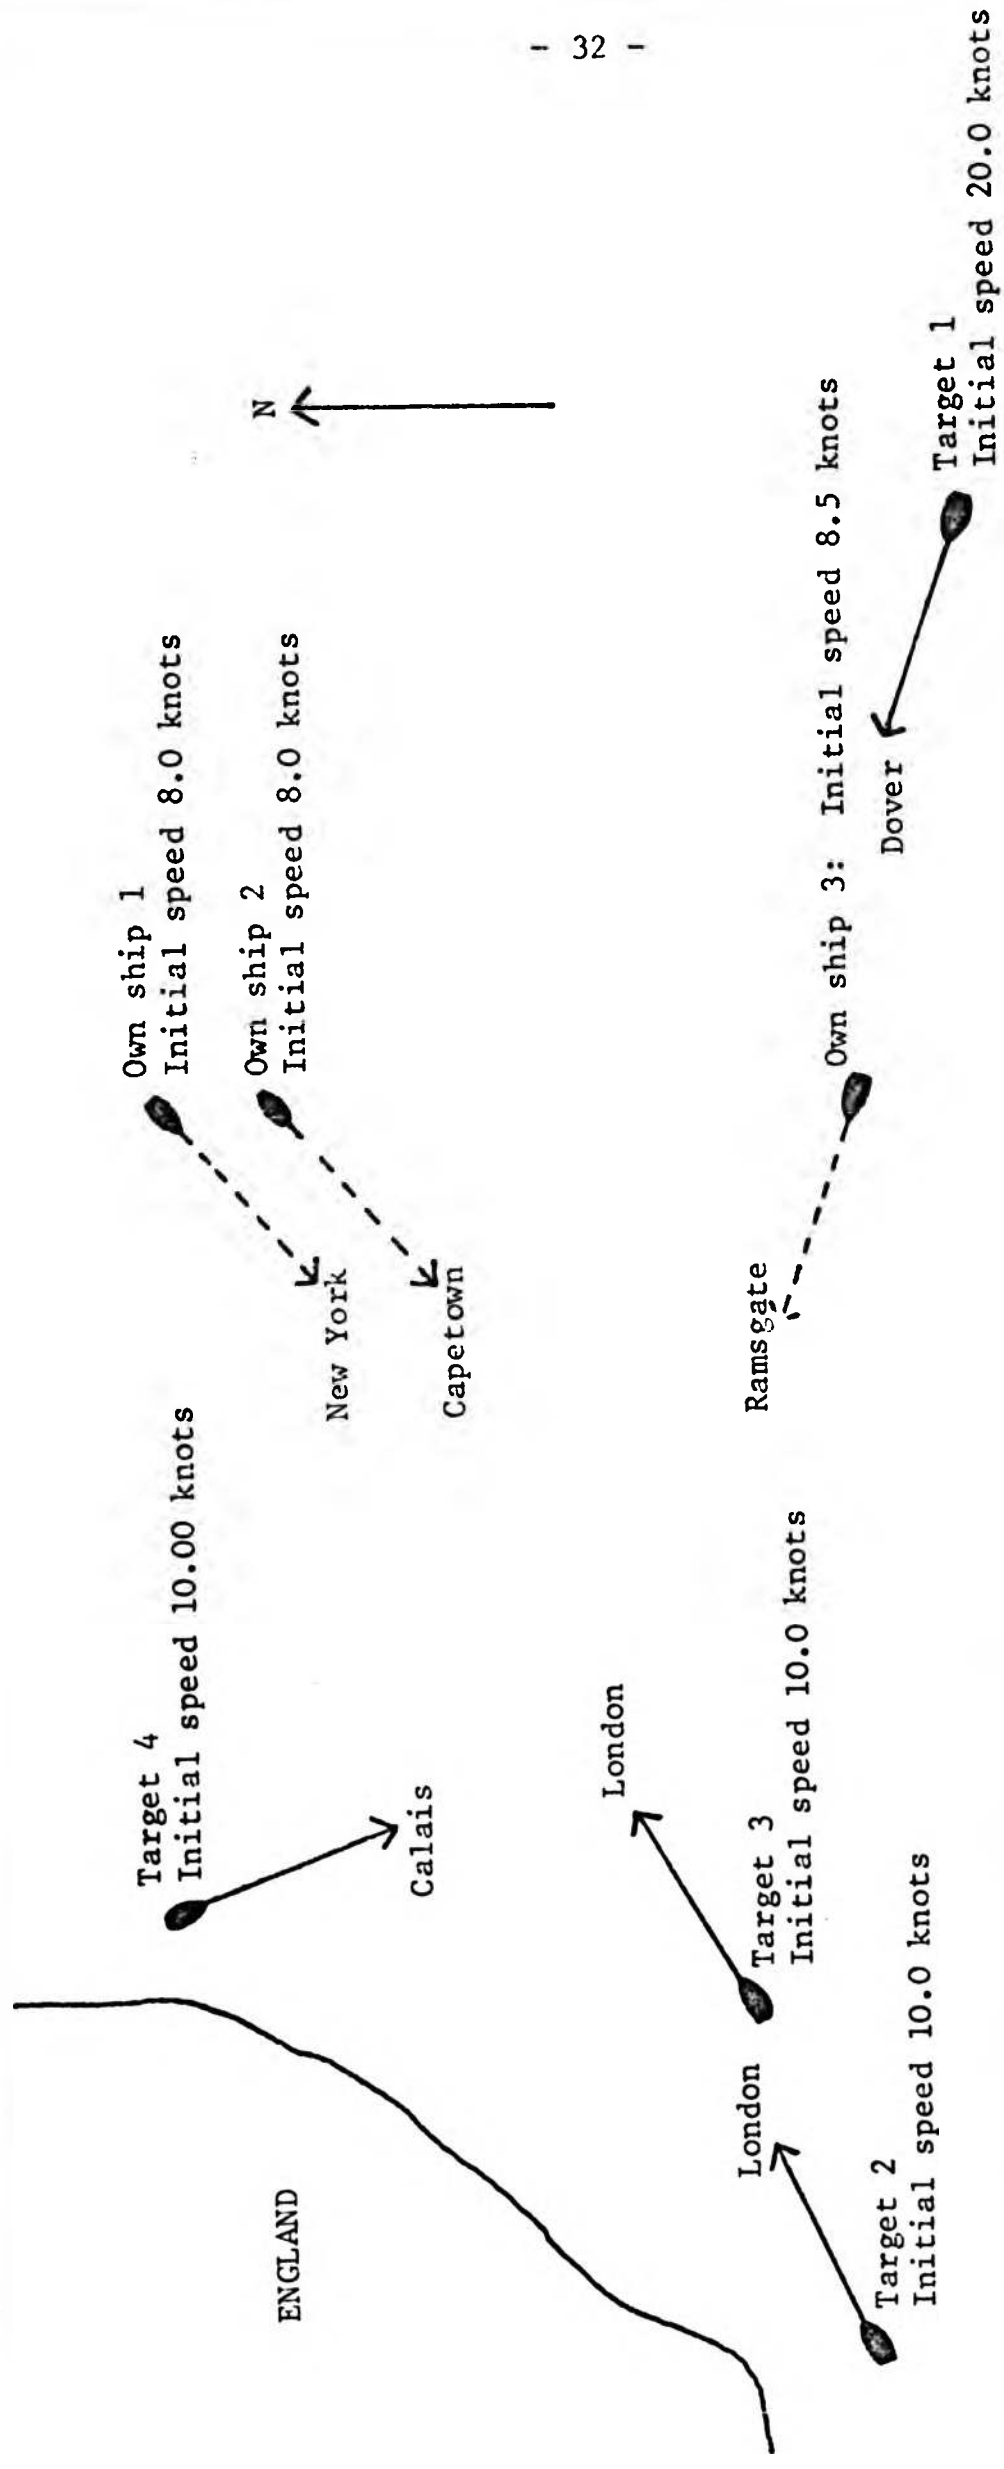 - 32 -
Own ship 1
Initial speed 8.0 knots
Own ship 2
Initial speed 8.0 knots
N
New York
Capetown
Target 4
Initial speed 10.00 knots
Calais
ENGLAND
London
Target 3
Initial speed 10.0 knots
London
Target 2
Initial speed 10.0 knots
Ramsgate
Own ship 3: Initial speed 8.5 knots
Dover
Target 1
Initial speed 20.0 knots